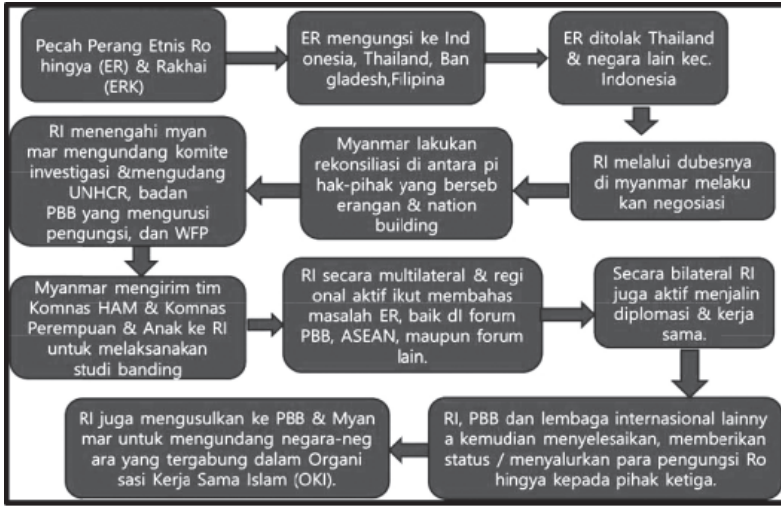 Pecah Perang Etnis Ro
hingya (ER) & Rakhai
(ERK)
ER mengungsi ke Ind
onesia, Thailand, Ban
gladesh,Filipina
ER ditolak Thailand
& negara lain kec.
Indonesia
RI melalui dubesnya
di myanmar melaku
kan negosiasi
Myanmar lakukan
rekonsiliasi di antara pi
hak-pihak yang berseb
erangan & nation
building
RI menengahi myan
mar mengundang komite
investigasi &mengudang
UNHCR, badan
PBB yang mengurusi
pengungsi, dan WFP
Myanmar mengirim tim
Komnas HAM & Komnas
Perempuan & Anak ke RI
untuk melaksanakan
studi banding
RI secara multilateral & regi
onal aktif ikut membahas
masalah ER, baik dI forum
PBB, ASEAN, maupun forum
lain.
Secara bilateral RI
juga aktif menjalin
diplomasi & kerja
sama.
RI, PBB dan lembaga internasional lainny
a kemudian menyelesaikan, memberikan
status / menyalurkan para pengungsi Ro
hingya kepada pihak ketiga.
RI juga mengusulkan ke PBB & Myan
mar untuk mengundang negara-neg
ara yang tergabung dalam Organi
sasi Kerja Sama Islam (OKI).